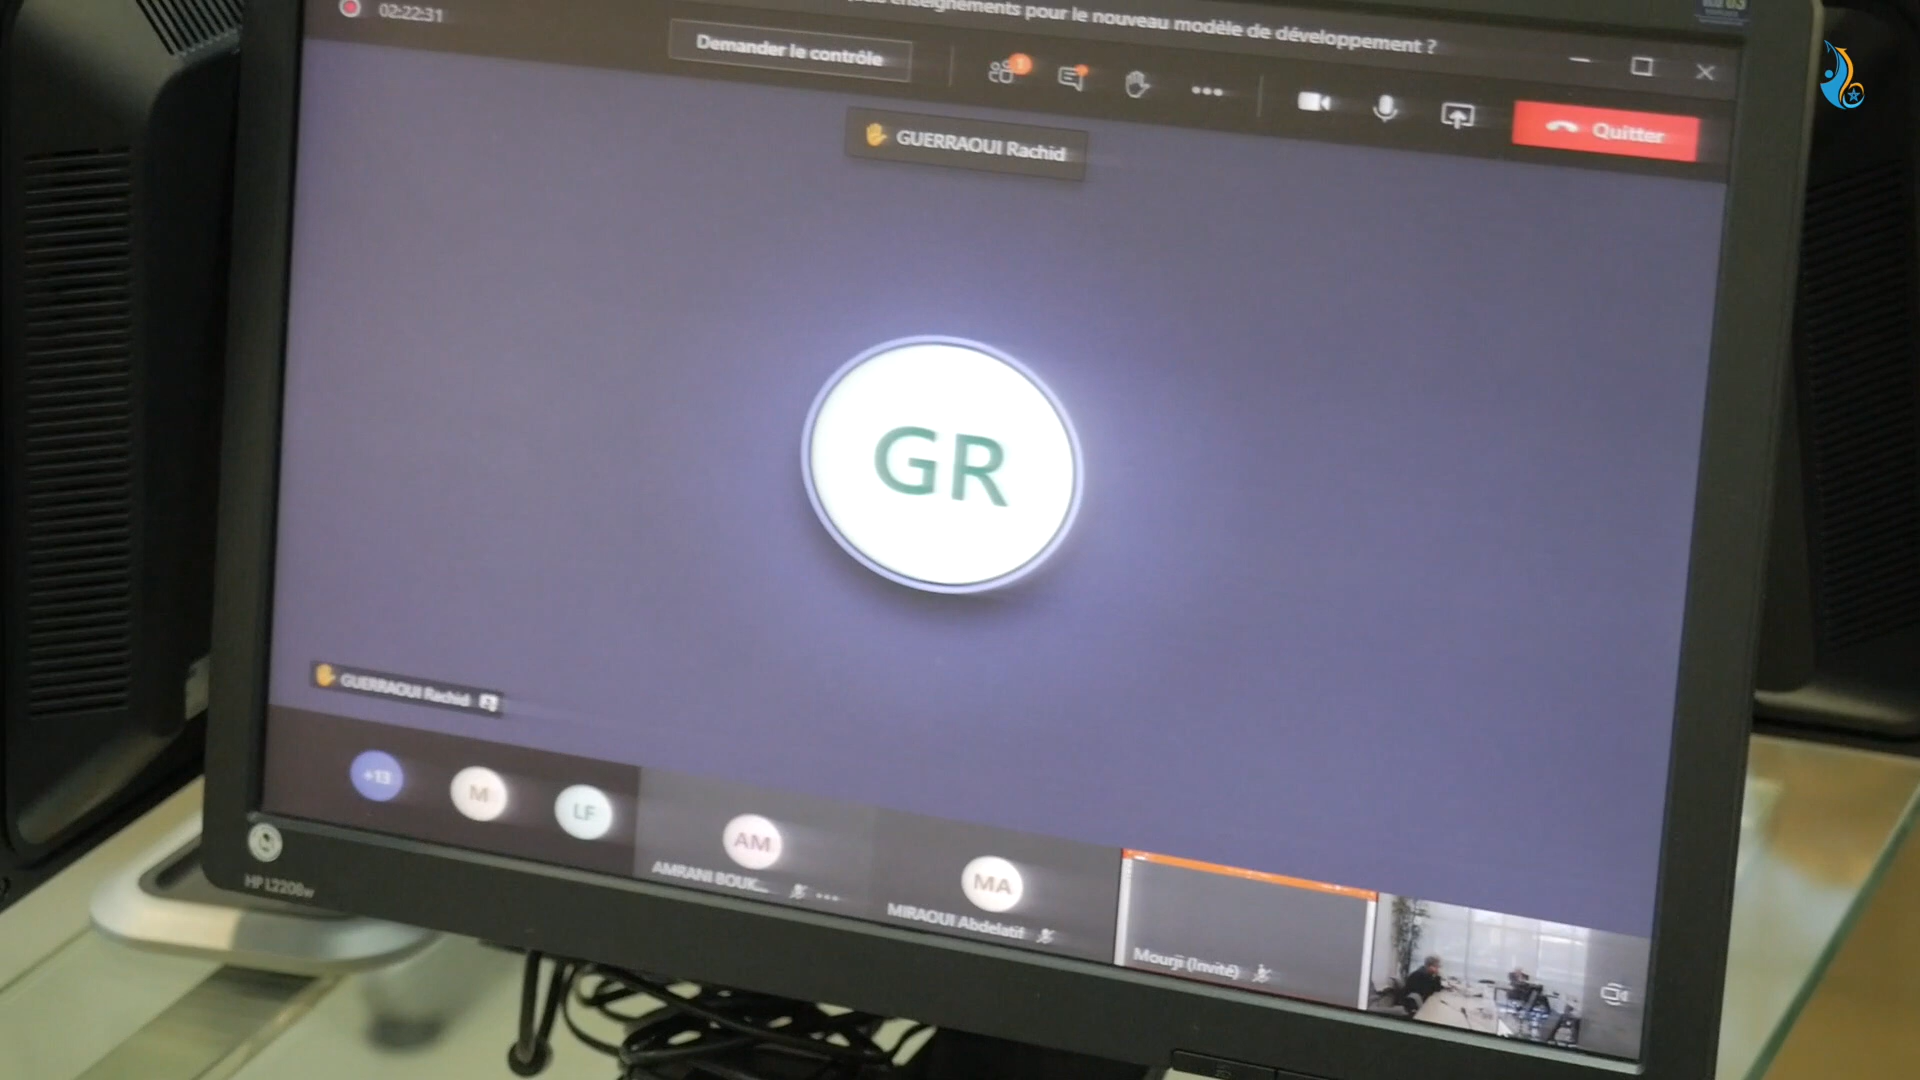 02:22:31
enseignements pour le nouveau modèle de développement ?
Demander le contrôle
1
Quitter
GUERRAOUI Rachid
GR
GUERRAOUI Rachid
+13
M
LF
AM
AMRANI BOUK...
MA
MIRAOUI Abdelatif
Mourji (Invité)
HP L2208w